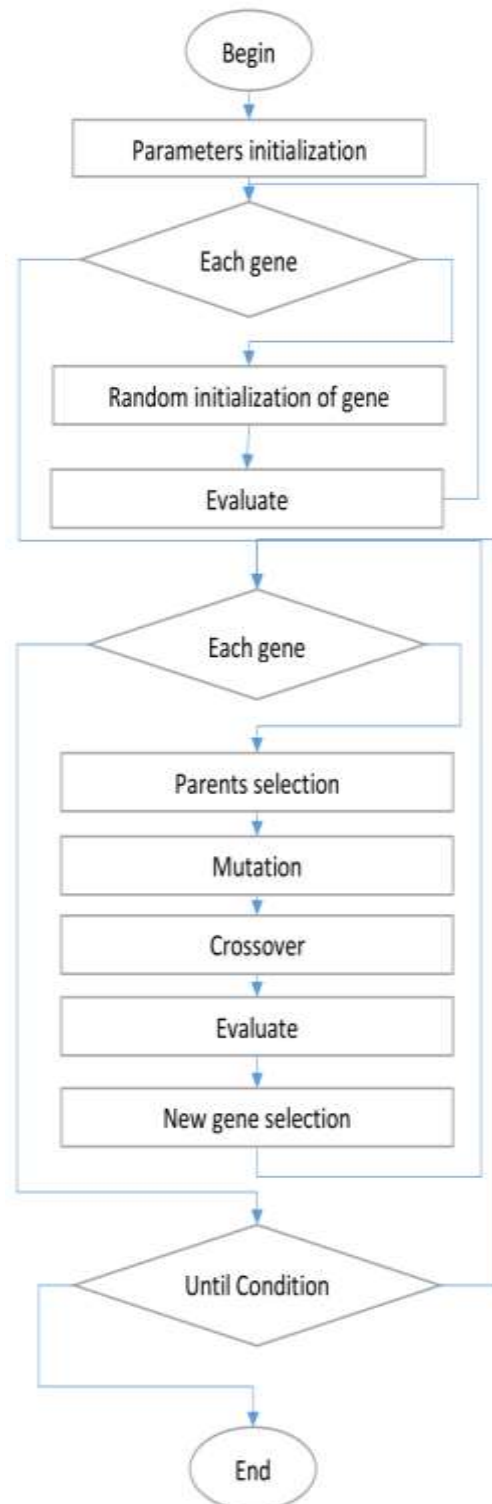 Begin
Parameters initialization
Each gene
Random initialization of gene
Evaluate
Each gene
Parents selection
Mutation
Crossover
Evaluate
New gene selection
Until Condition
End